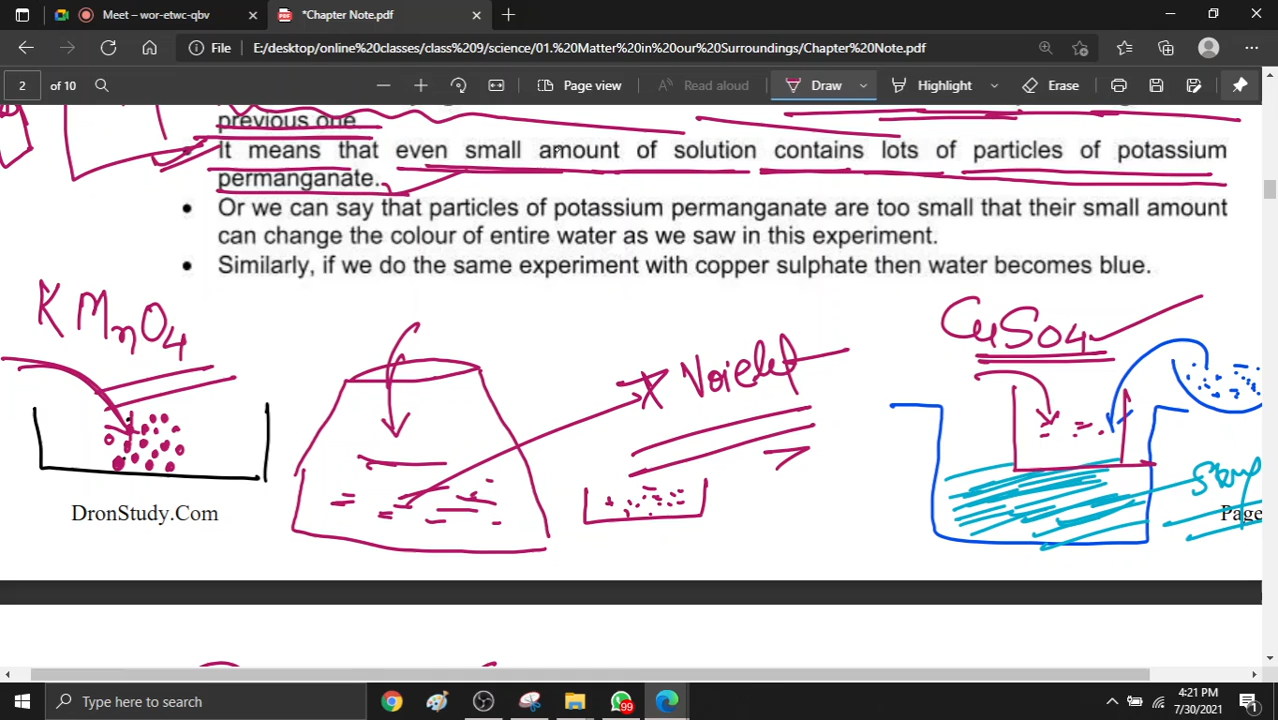 Meet – wor-etwc-qbv
*Chapter Note.pdf
File
E:/desktop/online%20classes/class%209/science/01.%20Matter%20in%20our%20Surroundings/Chapter%20Note.pdf
2 of 10
Page view
Read aloud
Draw
Highlight
Erase
previous one
It means that even small amount of solution contains lots of particles of potassium
permanganate.
• Or we can say that particles of potassium permanganate are too small that their small amount
can change the colour of entire water as we saw in this experiment.
• Similarly, if we do the same experiment with copper sulphate then water becomes blue.
KMnO4
Voielet
CuSO4
DronStudy.Com
Page
Type here to search
99
4:21 PM
7/30/2021
1